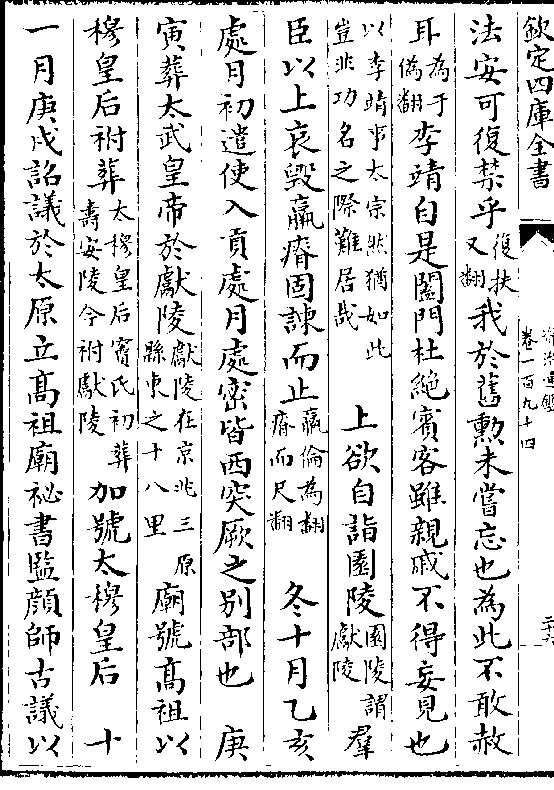 欽定四庫全書
卷一百九十四
法安可復禁乎復扶又翻我於舊勲未嘗忘也為此不敢赦
耳為于偽翻李靖自是闔門杜絶賓客雖親戚不得妄見也
以李靖事太宗然猶如此豈非功名之際難居哉 上欲自詣園陵園陵謂獻陵羣
臣以上哀毀羸瘠固諫而止羸倫為翻瘠而尺翻 冬十月乙亥
處月初遣使入貢處月處密皆西突厥之别部也 庚
寅葬太武皇帝於獻陵獻陵在京兆三原縣東之十八里廟號髙祖以
穆皇后祔葬太穆皇后竇氏初葬壽安陵今祔獻陵加號太穆皇后 十
一月庚戌詔議於太原立髙祖廟祕書監顔師古議以